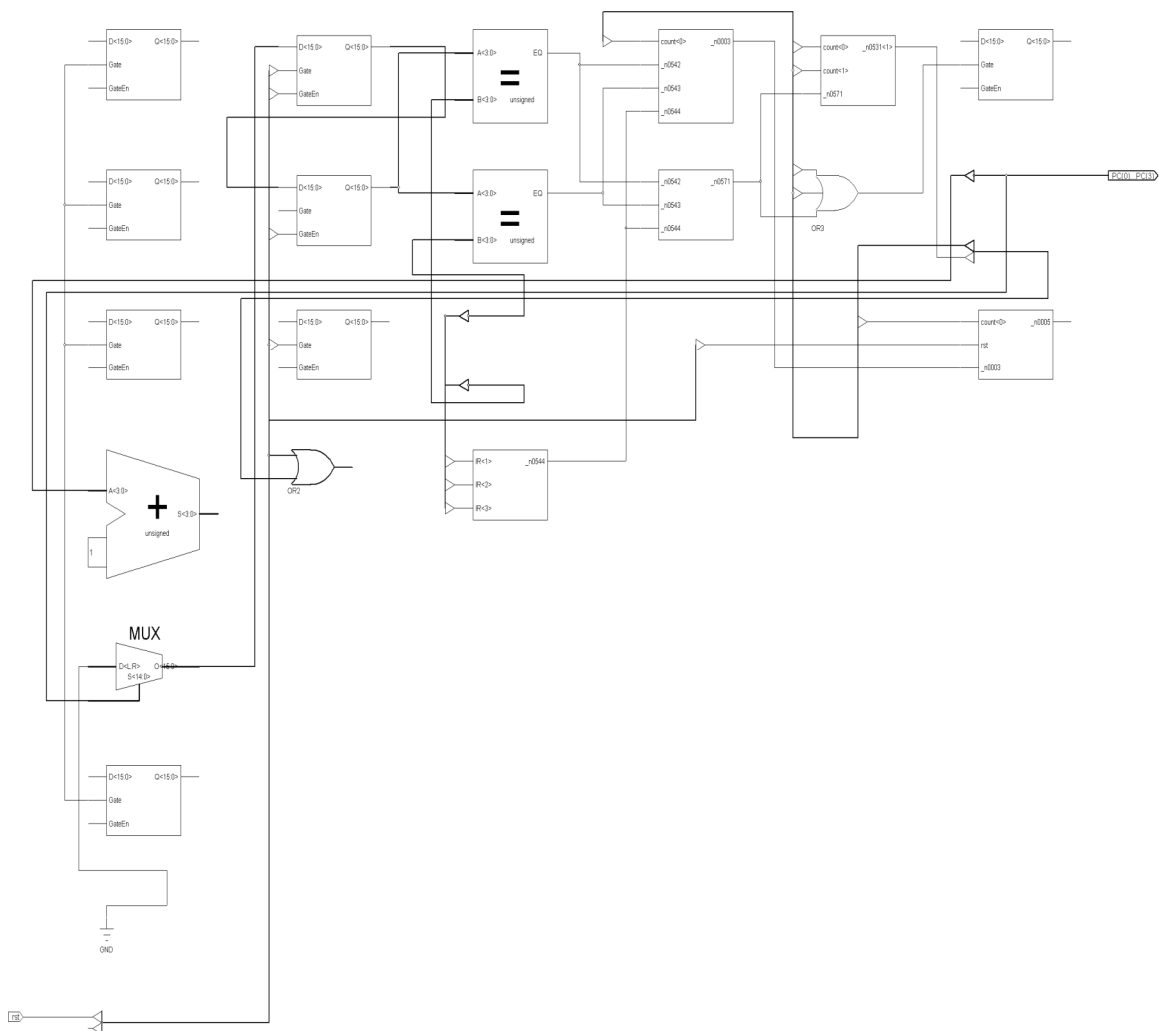 D<15:0> Q<15:0>
Gate
GateEn
D<15:0> Q<15:0>
Gate
GateEn
A<3:0> EQ
=
B<3:0> unsigned
count<0> _n0003
_n0542
_n0543
_n0544
count<0> _n0531<1>
count<1>
_n0571
D<15:0> Q<15:0>
Gate
GateEn
D<15:0> Q<15:0>
Gate
GateEn
D<15:0> Q<15:0>
Gate
GateEn
A<3:0> EQ
=
B<3:0> unsigned
_n0542 _n0571
_n0543
_n0544
OR3
PC(0)...PC(3)
D<15:0> Q<15:0>
Gate
GateEn
D<15:0> Q<15:0>
Gate
GateEn
count<0> _n0005
rst
_n0003
A<3:0>
+
S<3:0>
unsigned
1
OR2
IR<1> _n0544
IR<2>
IR<3>
MUX
D<L:R> O<15:0>
S<14:0>
D<15:0> Q<15:0>
Gate
GateEn
GND
rst